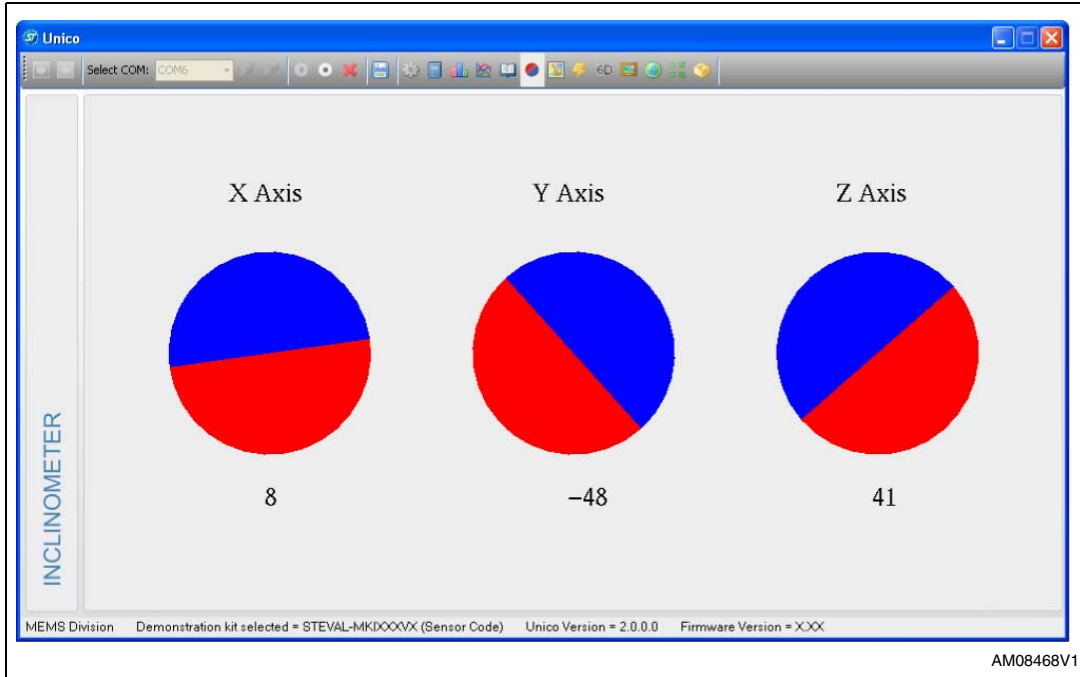 Unico
Select COM: COM6 6D
X Axis Y Axis Z Axis
8 −48 41
INCLINOMETER
MEMS Division Demonstration kit selected = STEVAL-MKIXXXVX (Sensor Code) Unico Version = 2.0.0.0 Firmware Version = X.XX
AM08468V1